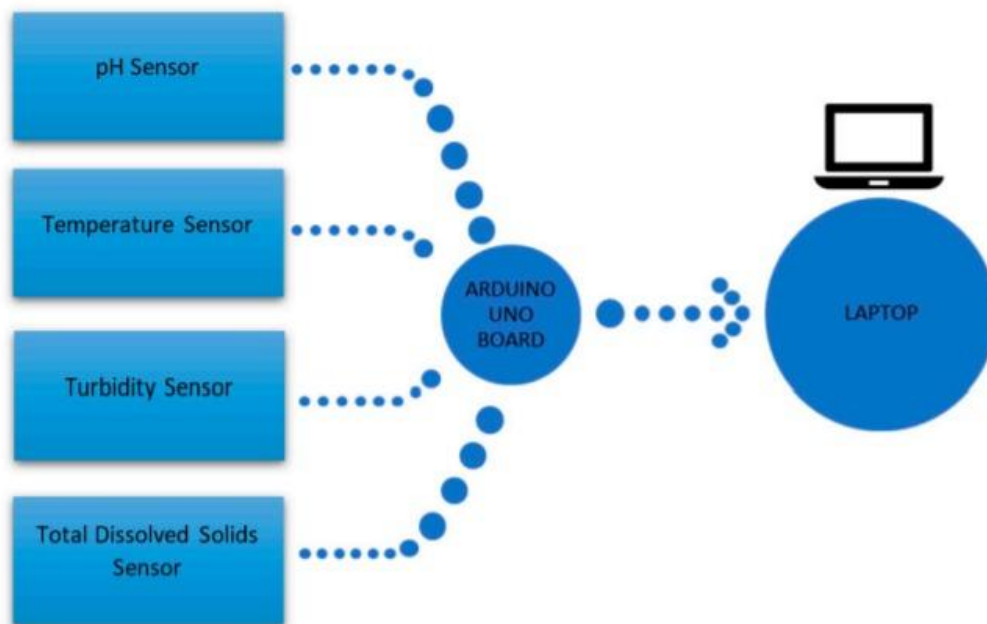 pH Sensor
Temperature Sensor
Turbidity Sensor
Total Dissolved Solids
Sensor
ARDUINO
UNO
BOARD
LAPTOP